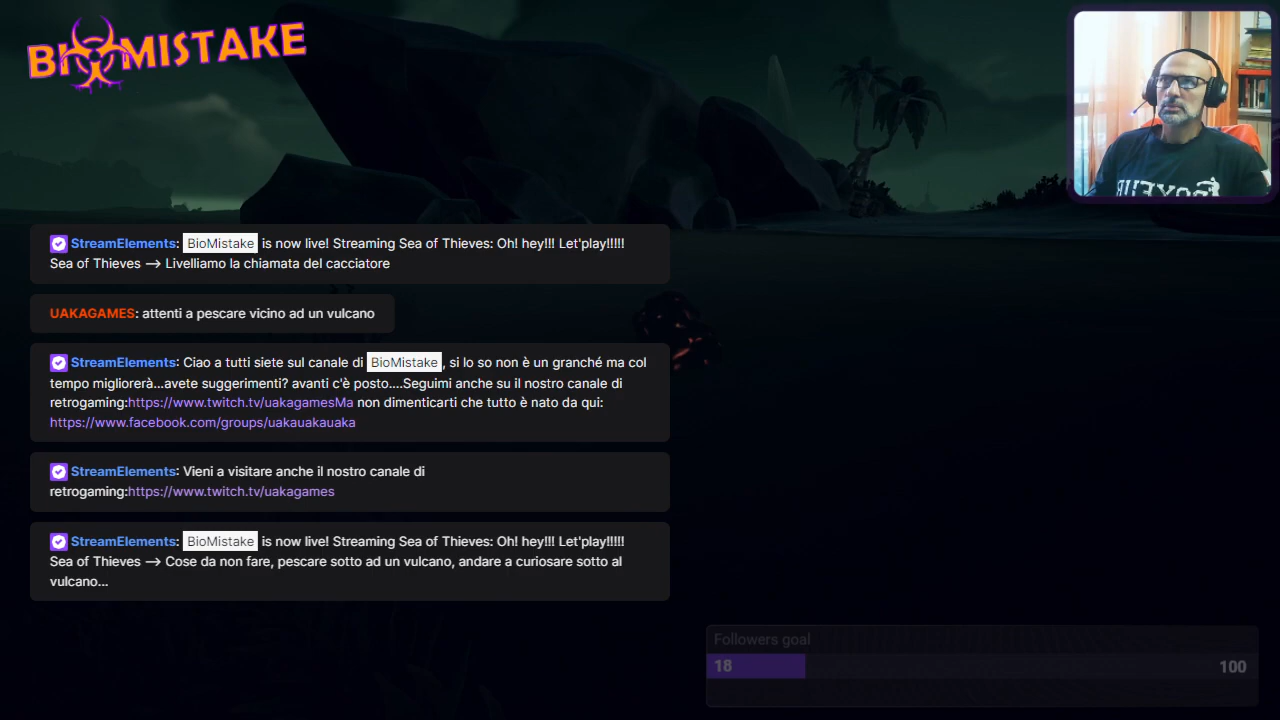 BIOMISTAKE
StreamElements: BioMistake is now live! Streaming Sea of Thieves: Oh! hey!!! Let'play!!!!!
Sea of Thieves --> Livelliamo la chiamata del cacciatore
UAKAGAMES: attenti a pescare vicino ad un vulcano
StreamElements: Ciao a tutti siete sul canale di BioMistake, si lo so non è un granché ma col
tempo migliorerà...avete suggerimenti? avanti c'è posto....Seguimi anche su il nostro canale di
retrogaming:https://www.twitch.tv/uakagamesMa non dimenticarti che tutto è nato da qui:
https://www.facebook.com/groups/uakauakauaka
StreamElements: Vieni a visitare anche il nostro canale di
retrogaming:https://www.twitch.tv/uakagames
StreamElements: BioMistake is now live! Streaming Sea of Thieves: Oh! hey!!! Let'play!!!!!
Sea of Thieves --> Cose da non fare, pescare sotto ad un vulcano, andare a curiosare sotto al
vulcano...
Followers goal
18 100